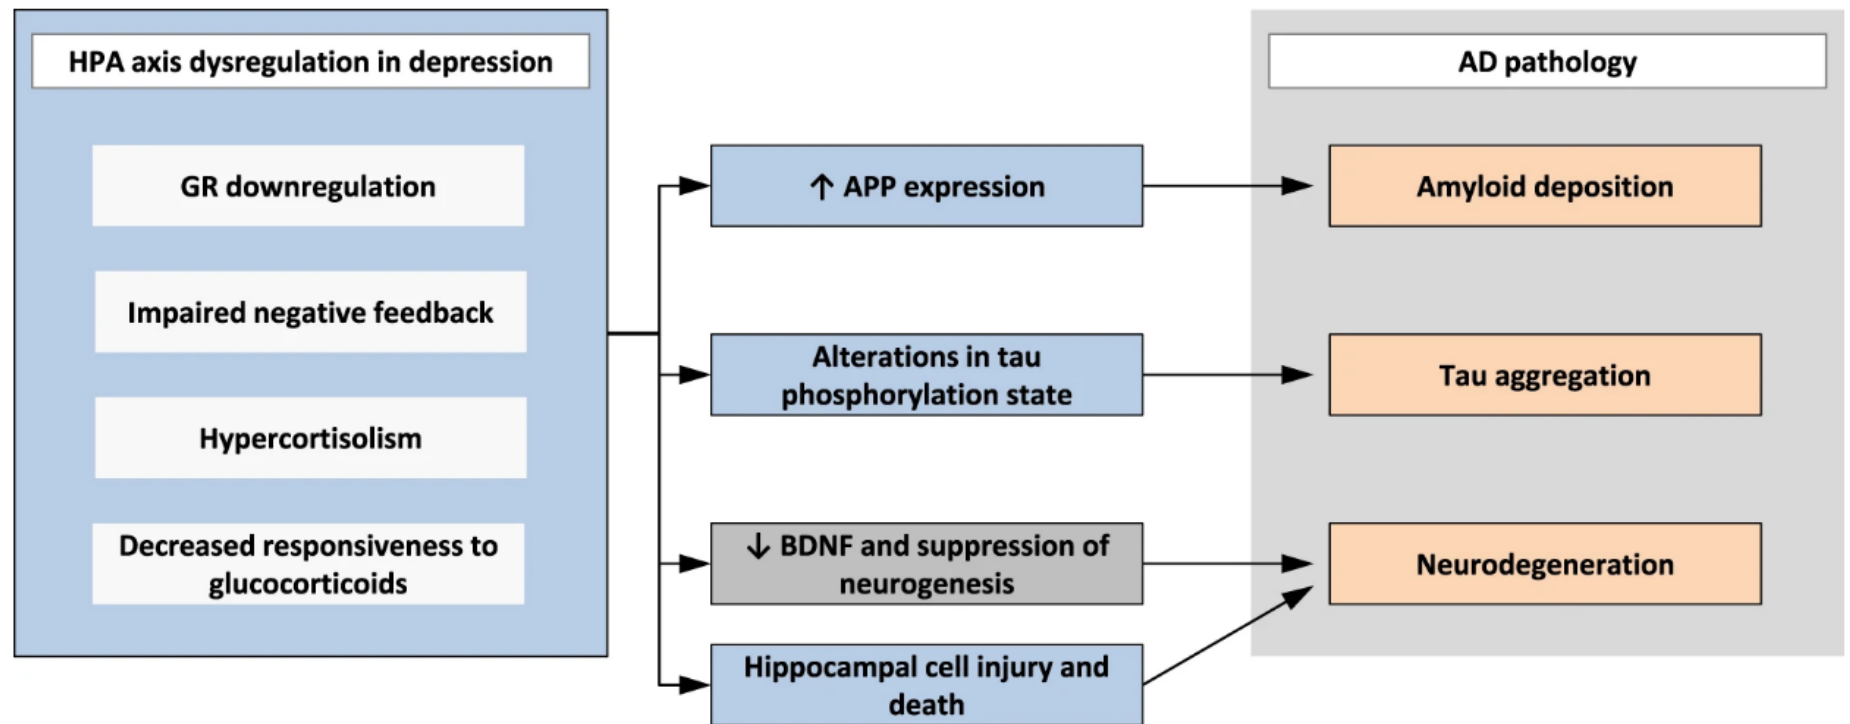 HPA axis dysregulation in depression
GR downregulation
Impaired negative feedback
Hypercortisolism
Decreased responsiveness to
glucocorticoids
↑ APP expression
Alterations in tau
phosphorylation state
↓ BDNF and suppression of
neurogenesis
Hippocampal cell injury and
death
AD pathology
Amyloid deposition
Tau aggregation
Neurodegeneration